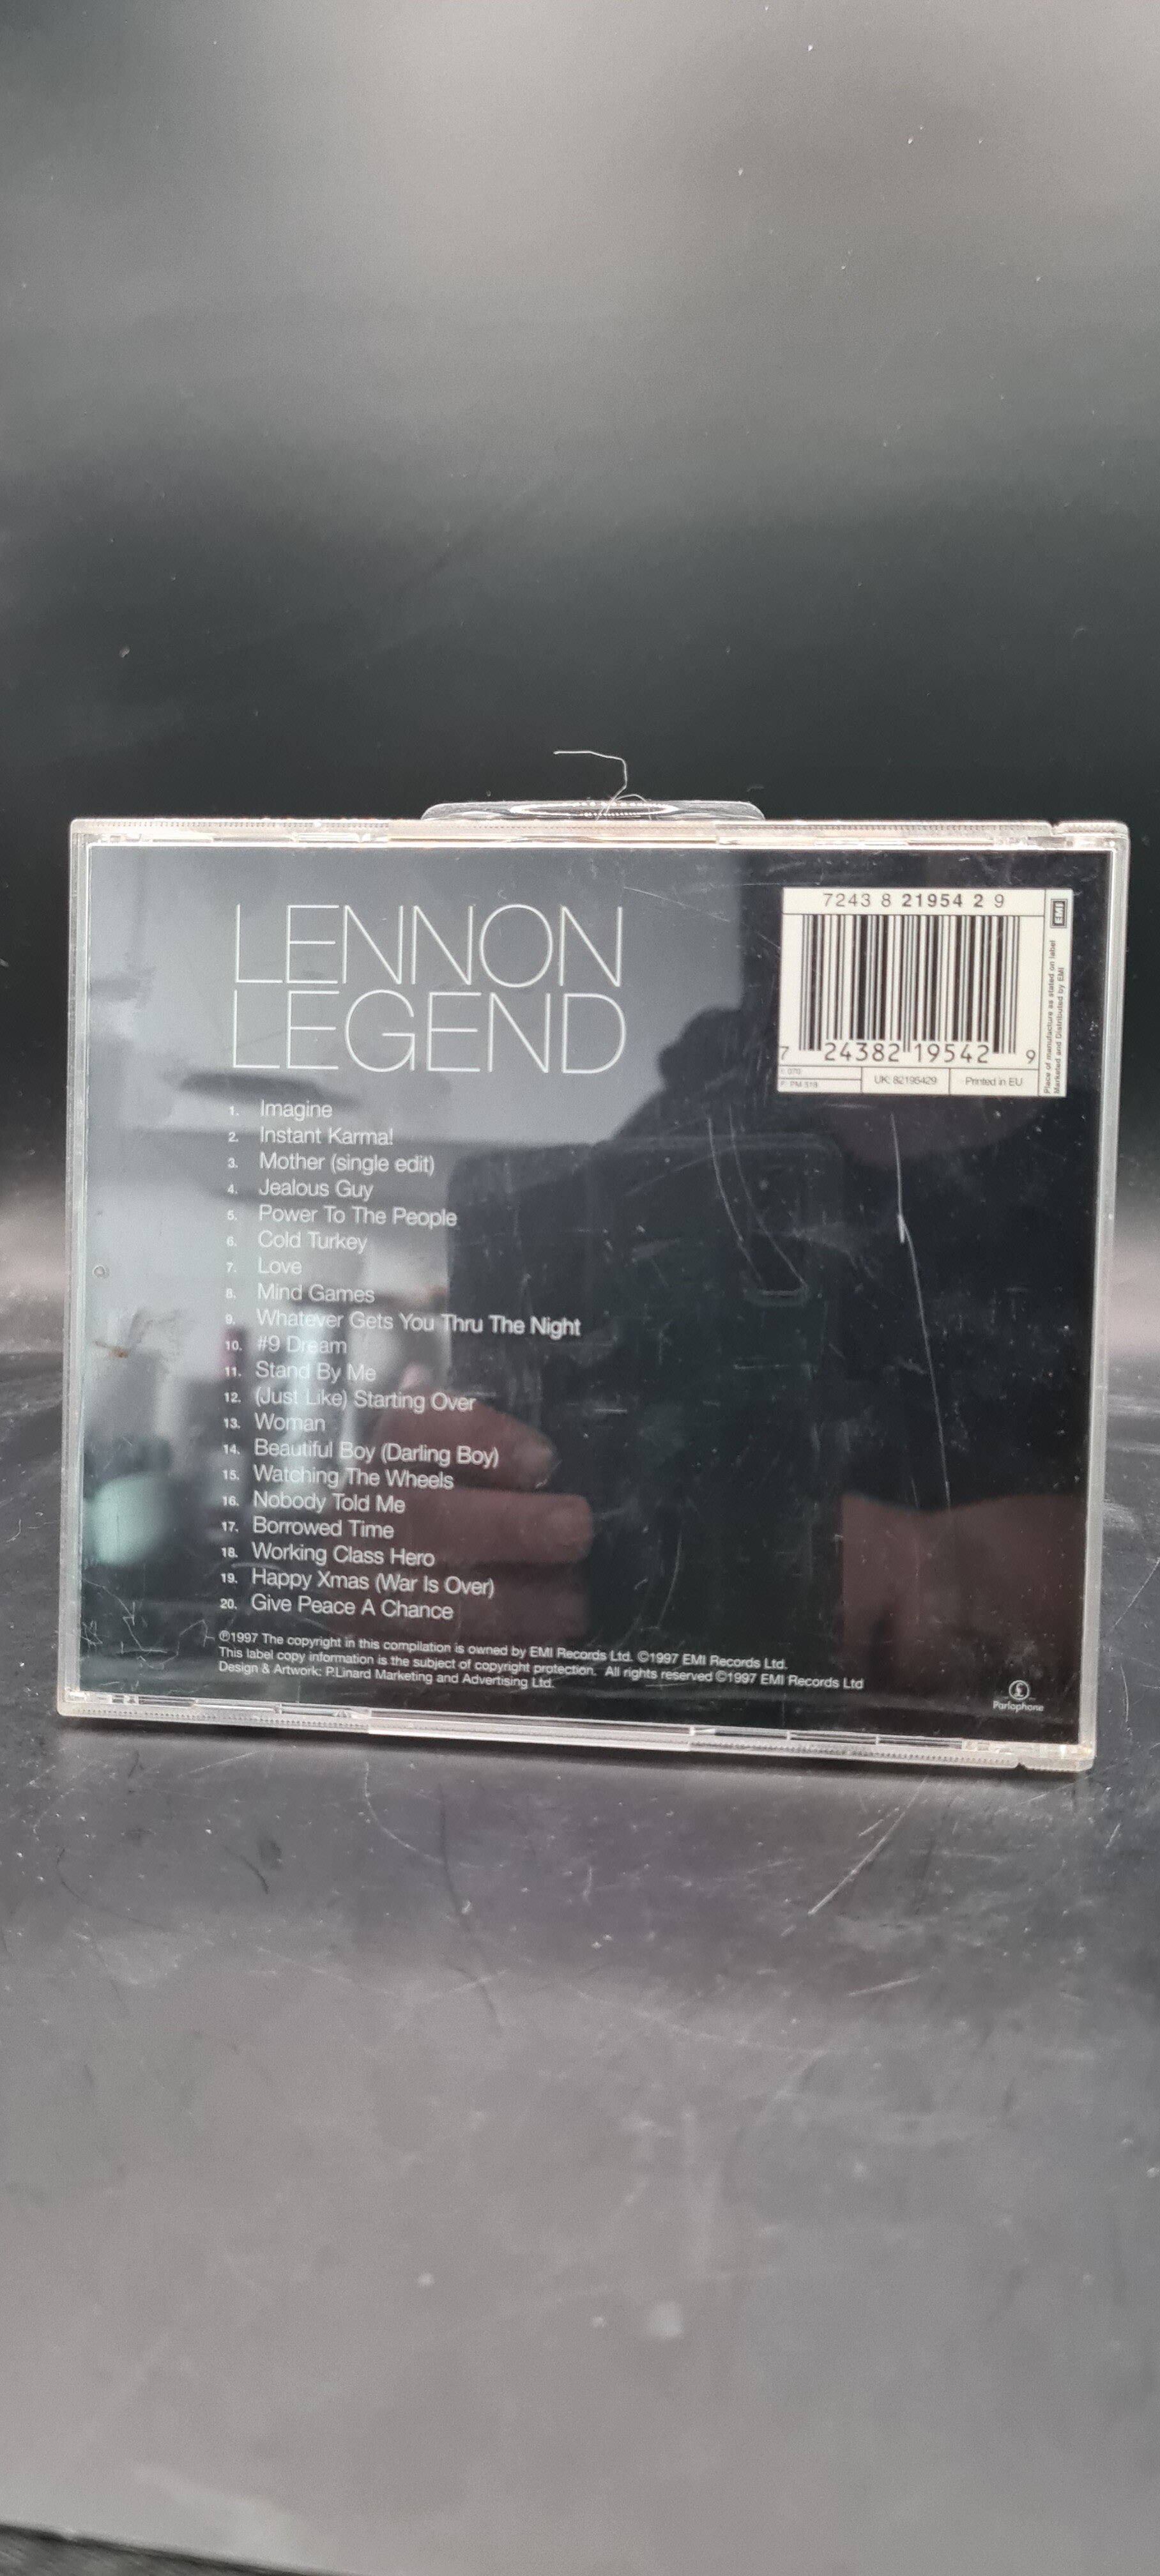 LENNON
LEGEND
7243 8 21954 2 9
7 24382 19542 9
UK: 82195429
Printed in EU
EMI
Place of manufacture as stated on label
Marketed and Distributed by EMI
1. Imagine
2. Instant Karma!
3. Mother (single edit)
4. Jealous Guy
5. Power To The People
6. Cold Turkey
7. Love
8. Mind Games
9. Whatever Gets You Thru The Night
10. #9 Dream
11. Stand By Me
12. (Just Like) Starting Over
13. Woman
14. Beautiful Boy (Darling Boy)
15. Watching The Wheels
16. Nobody Told Me
17. Borrowed Time
18. Working Class Hero
19. Happy Xmas (War Is Over)
20. Give Peace A Chance
℗1997 The copyright in this compilation is owned by EMI Records Ltd. ©1997 EMI Records Ltd.
This label copy information is the subject of copyright protection. All rights reserved ©1997 EMI Records Ltd
Design & Artwork: P.Linard Marketing and Advertising Ltd.
£
Parlophone